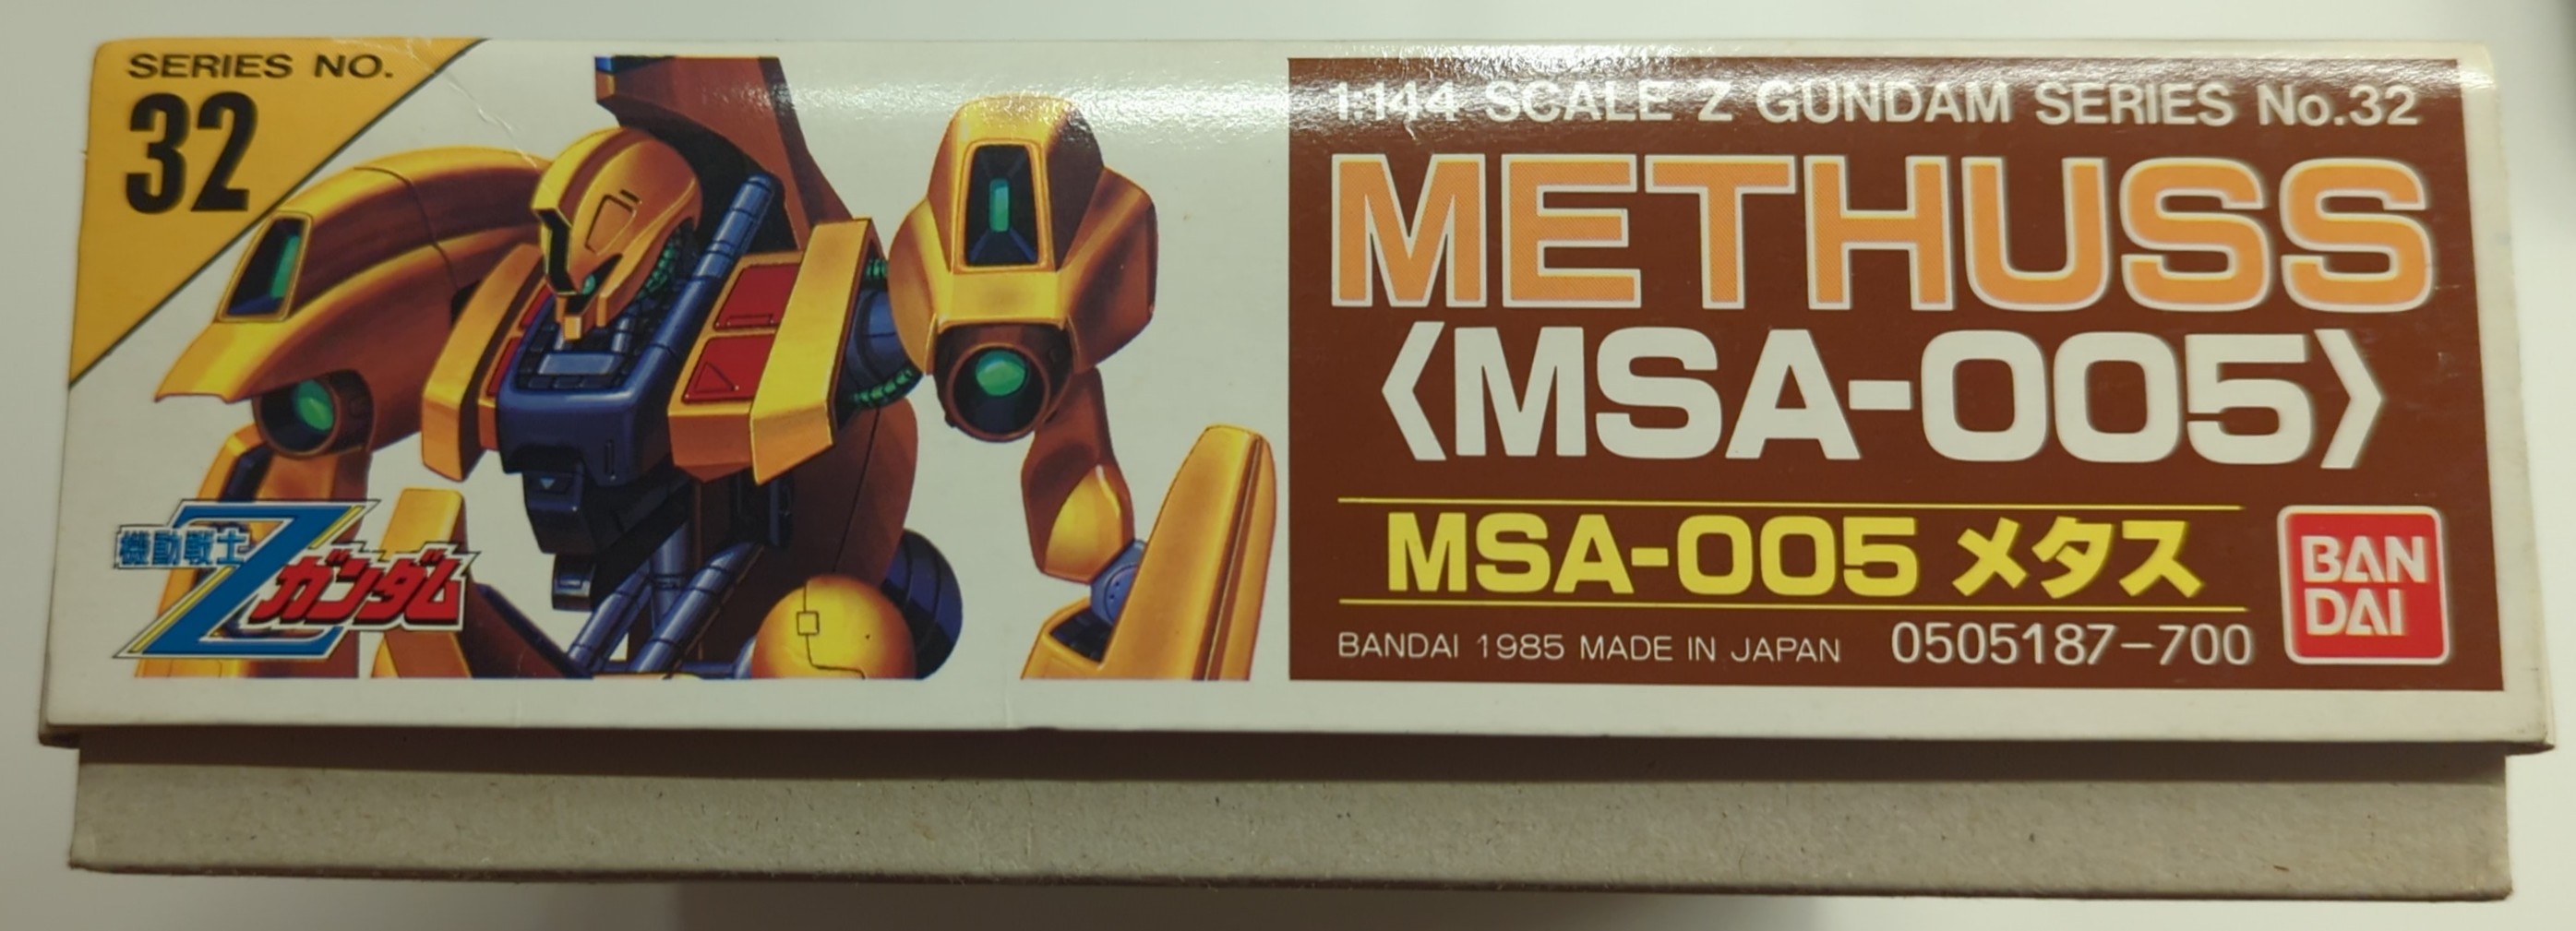 SERIES NO.
32
機動戦士
Z
ガンダム
1:144 SCALE Z GUNDAM SERIES No.32
METHUSS
〈MSA-005〉
MSA-005 メタス
BANDAI 1985 MADE IN JAPAN 0505187-700
BAN
DAI